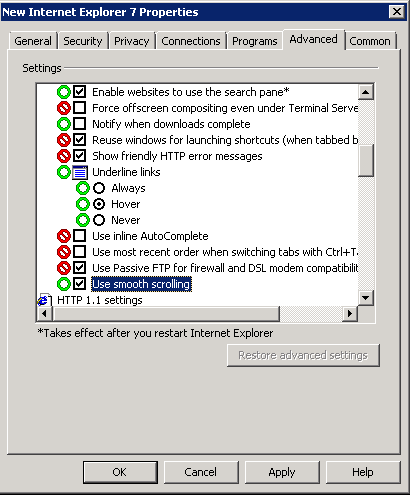 New Internet Explorer 7 Properties
General Security Privacy Connections Programs Advanced Common
Settings
Enable websites to use the search pane*
Force offscreen compositing even under Terminal Serve
Notify when downloads complete
Reuse windows for launching shortcuts (when tabbed b
Show friendly HTTP error messages
Underline links
Always
Hover
Never
Use inline AutoComplete
Use most recent order when switching tabs with Ctrl+T
Use Passive FTP for firewall and DSL modem compatibilit
Use smooth scrolling
HTTP 1.1 settings
*Takes effect after you restart Internet Explorer
Restore advanced settings
OK Cancel Apply Help